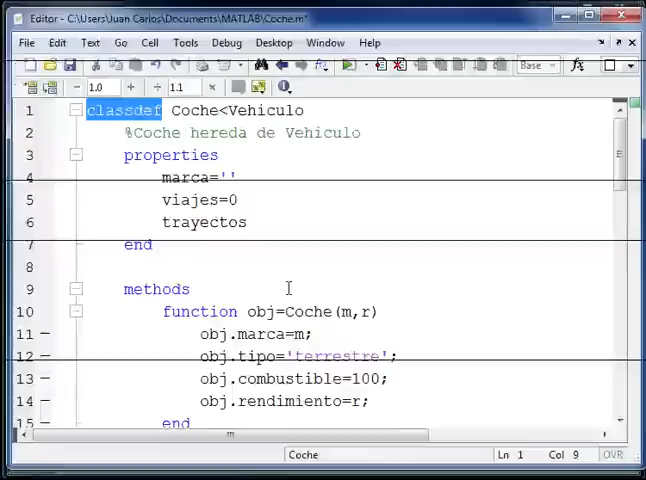 Editor - C:\Users\Juan Carlos\Documents\MATLAB\Coche.m*
File Edit Text Go Cell Tools Debug Desktop Window Help
Base
− 1.0 + ÷ 1.1 ×
1 classdef Coche<Vehiculo
2 %Coche hereda de Vehiculo
3 properties
4 marca=''
5 viajes=0
6 trayectos
7 end
8
9 methods
10 function obj=Coche(m,r)
11 obj.marca=m;
12 obj.tipo='terrestre';
13 obj.combustible=100;
14 obj.rendimiento=r;
15 end
Coche Ln 1 Col 9 OVR